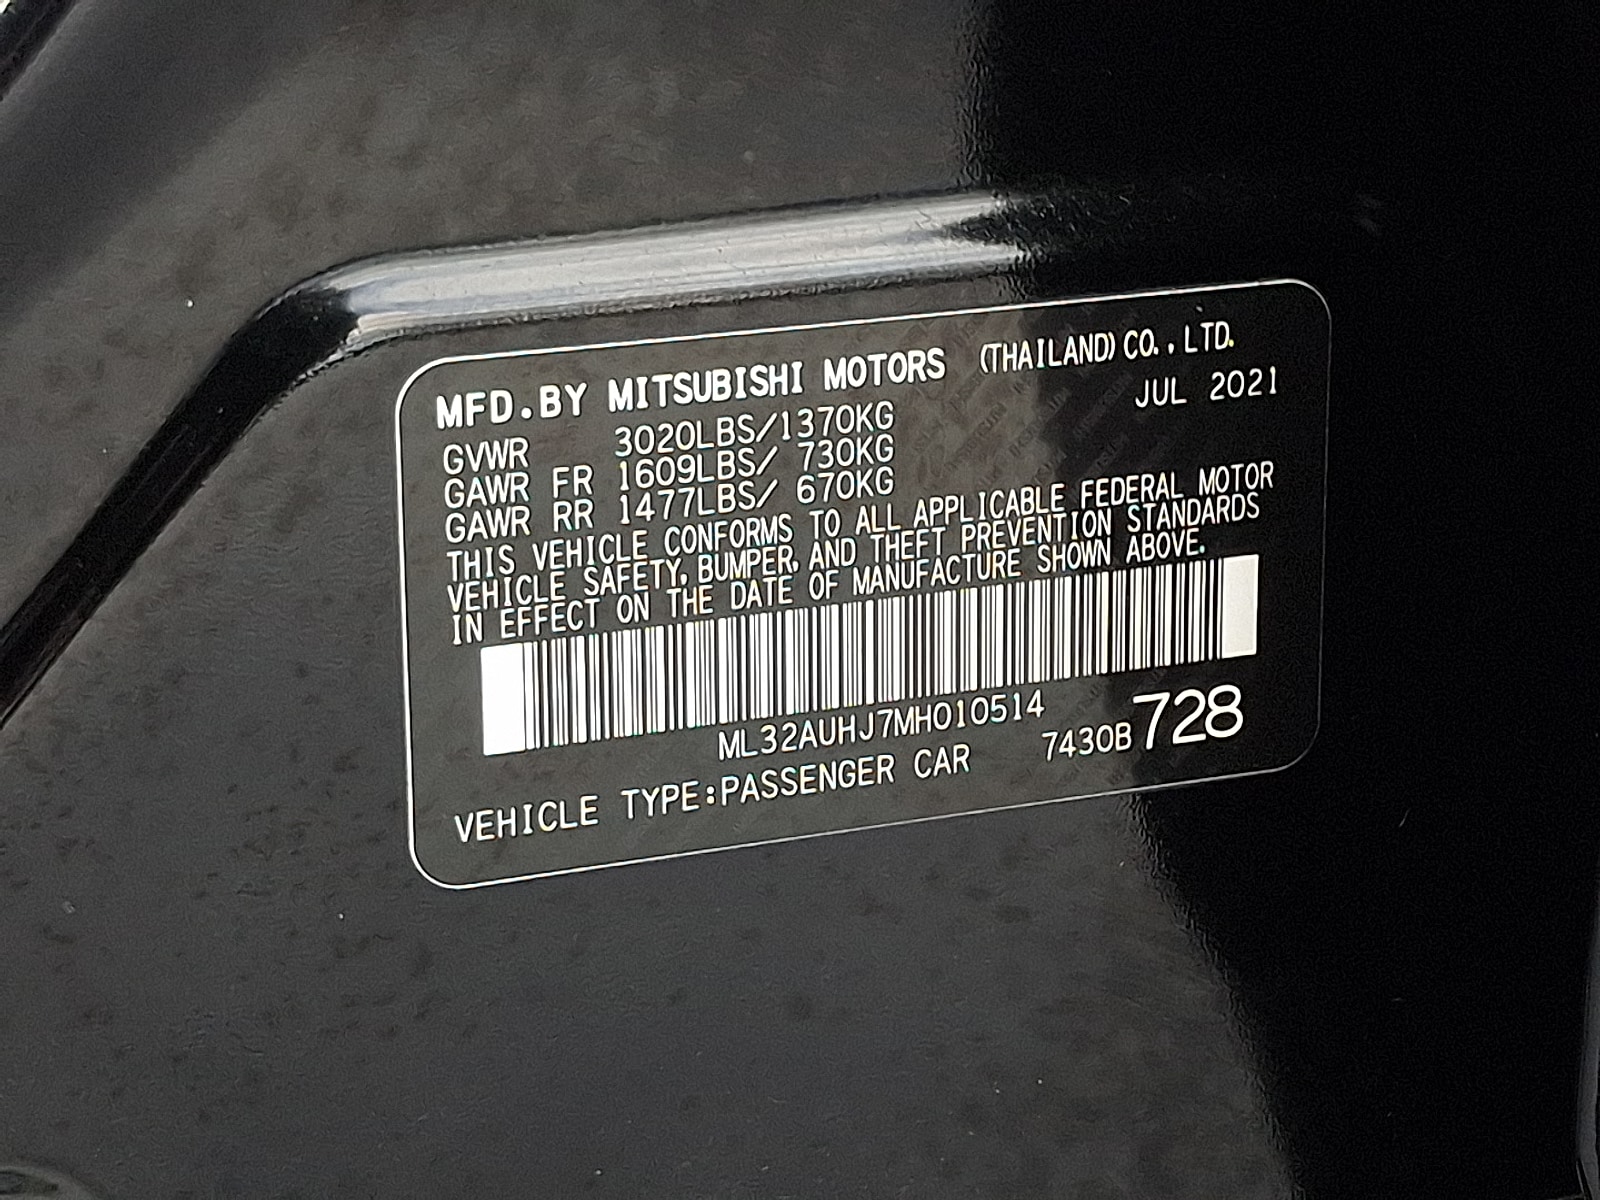 MFD.BY MITSUBISHI MOTORS (THAILAND) CO.,LTD.
JUL 2021
GVWR 3020LBS/1370KG
GAWR FR 1609LBS/ 730KG
GAWR RR 1477LBS/ 670KG
THIS VEHICLE CONFORMS TO ALL APPLICABLE FEDERAL MOTOR
VEHICLE SAFETY, BUMPER, AND THEFT PREVENTION STANDARDS
IN EFFECT ON THE DATE OF MANUFACTURE SHOWN ABOVE.
ML32AUHJ7MH010514
VEHICLE TYPE:PASSENGER CAR 7430B728